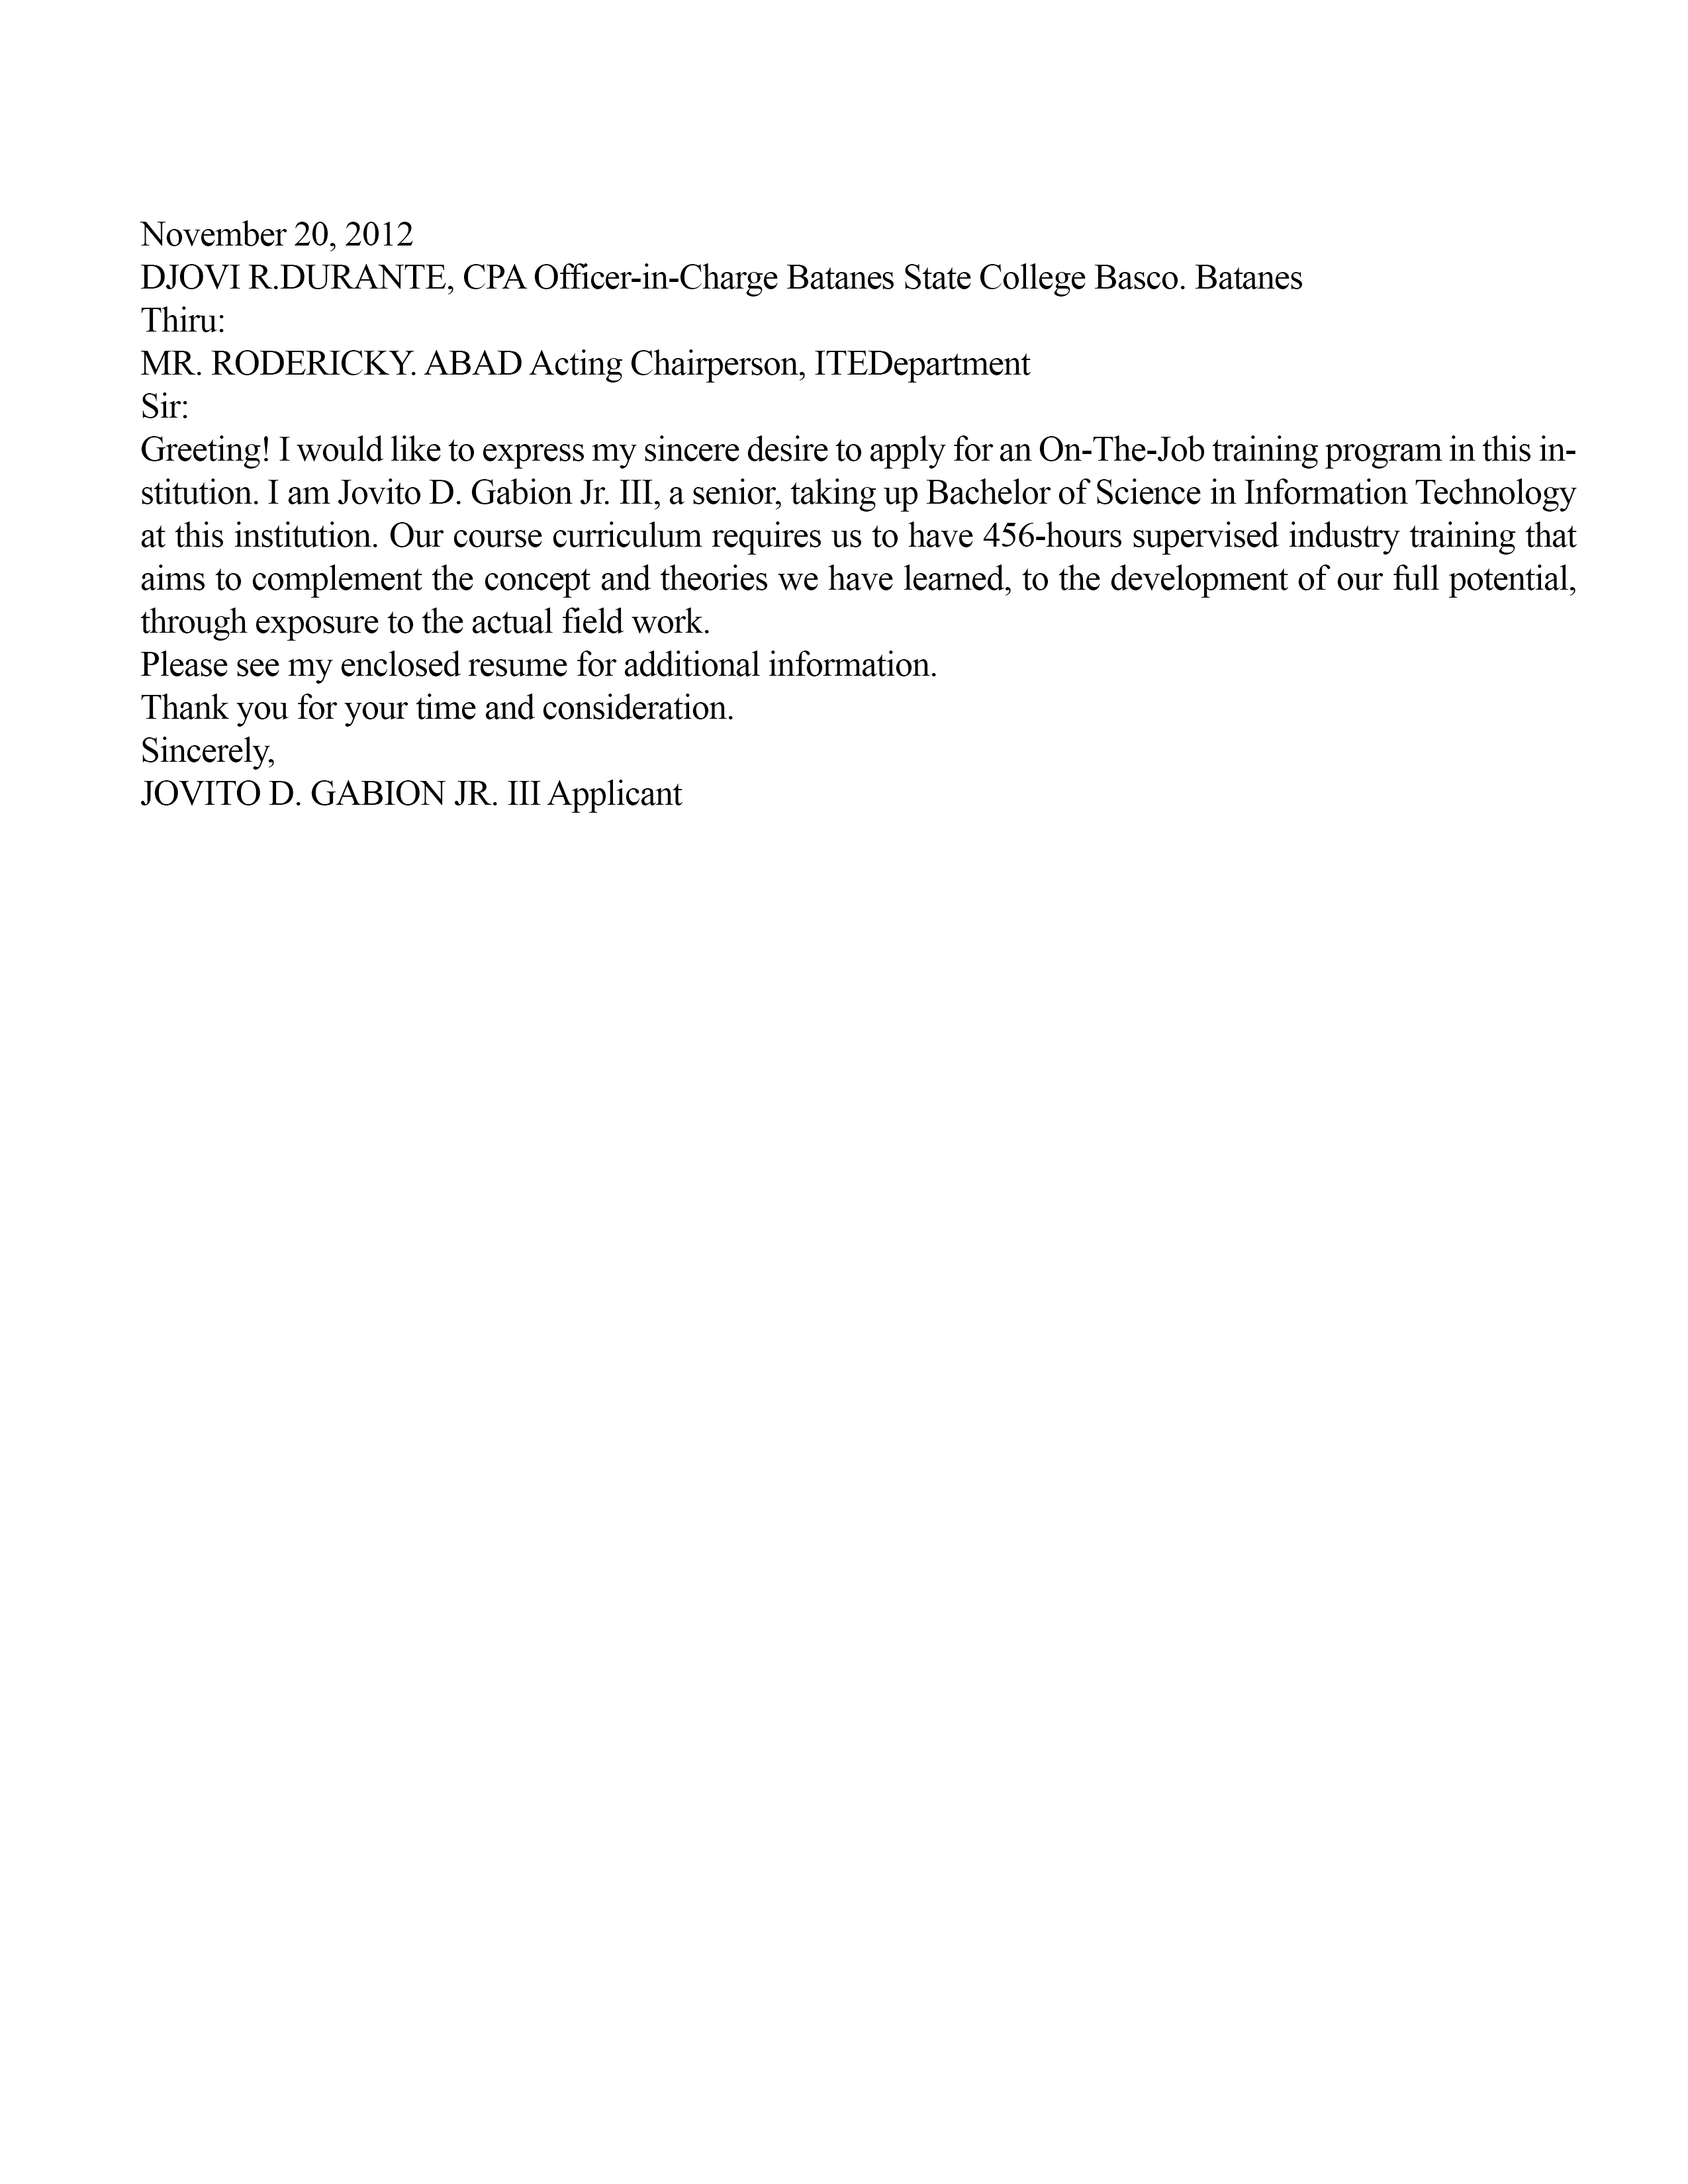 November 20, 2012
DJOVI R.DURANTE, CPA Officer-in-Charge Batanes State College Basco. Batanes
Thiru:
MR. RODERICKY. ABAD Acting Chairperson, ITEDepartment
Sir:
Greeting! I would like to express my sincere desire to apply for an On-The-Job training program in this in-
stitution. I am Jovito D. Gabion Jr. III, a senior, taking up Bachelor of Science in Information Technology
at this institution. Our course curriculum requires us to have 456-hours supervised industry training that
aims to complement the concept and theories we have learned, to the development of our full potential,
through exposure to the actual field work.
Please see my enclosed resume for additional information.
Thank you for your time and consideration.
Sincerely,
JOVITO D. GABION JR. III Applicant